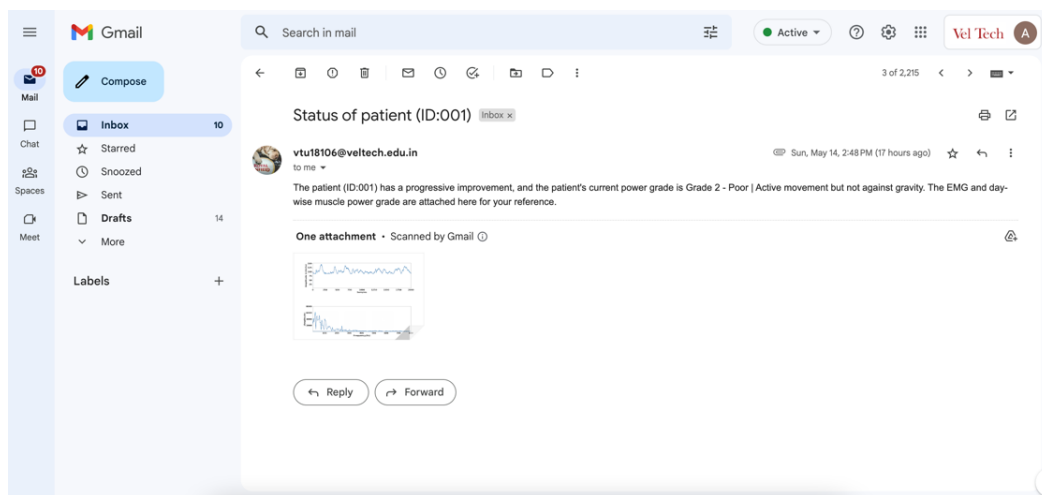 Gmail
Search in mail
Active
Vel Tech
A
10
Mail
Chat
Spaces
Meet
Compose
Inbox 10
Starred
Snoozed
Sent
Drafts 14
More
Labels
3 of 2,215
Status of patient (ID:001) Inbox x
vtu18106@veltech.edu.in
Sun, May 14, 2:48 PM (17 hours ago)
to me
The patient (ID:001) has a progressive improvement, and the patient's current power grade is Grade 2 - Poor | Active movement but not against gravity. The EMG and day-
wise muscle power grade are attached here for your reference.
One attachment • Scanned by Gmail
Reply
Forward